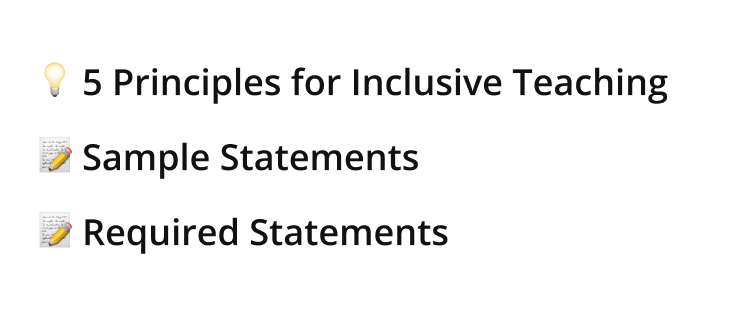 💡 5 Principles for Inclusive Teaching
📝 Sample Statements
📝 Required Statements